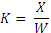 K = X/W